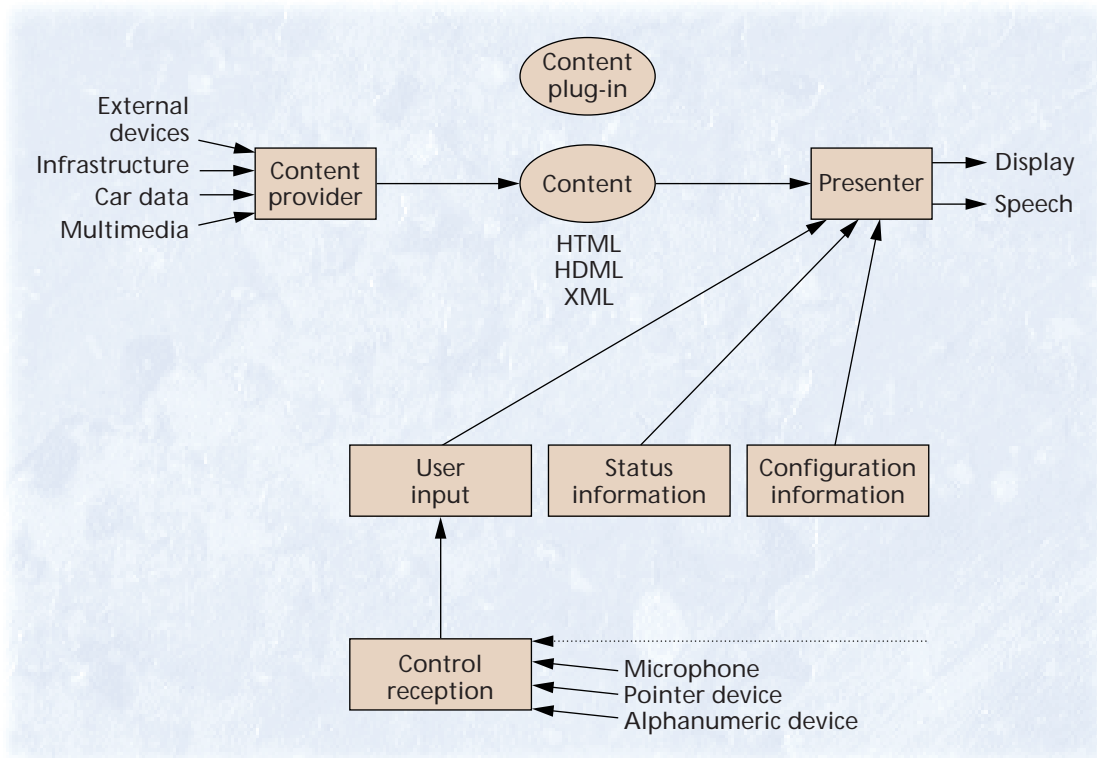 Content
plug-in
External
devices
Infrastructure
Car data
Multimedia
Content
provider
Content
HTML
HDML
XML
Presenter
Display
Speech
User
input
Status
information
Configuration
information
Control
reception
Microphone
Pointer device
Alphanumeric device